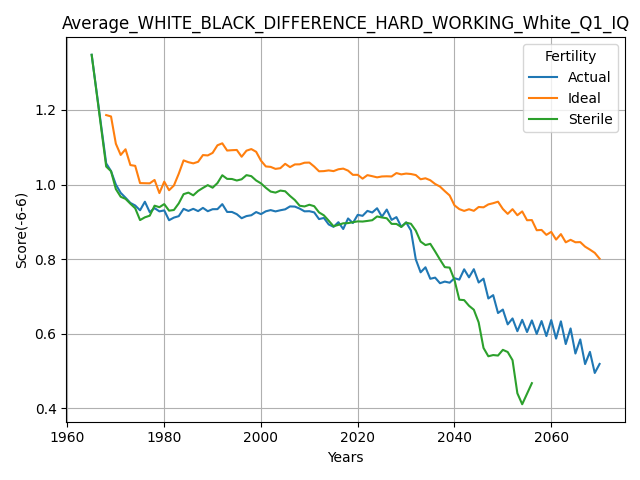 Average_WHITE_BLACK_DIFFERENCE_HARD_WORKING_White_Q1_IQ
Fertility
Actual
Ideal
Sterile
Score(-6-6)
1.2
1.0
0.8
0.6
0.4
1960
1980
2000
2020
2040
2060
Years